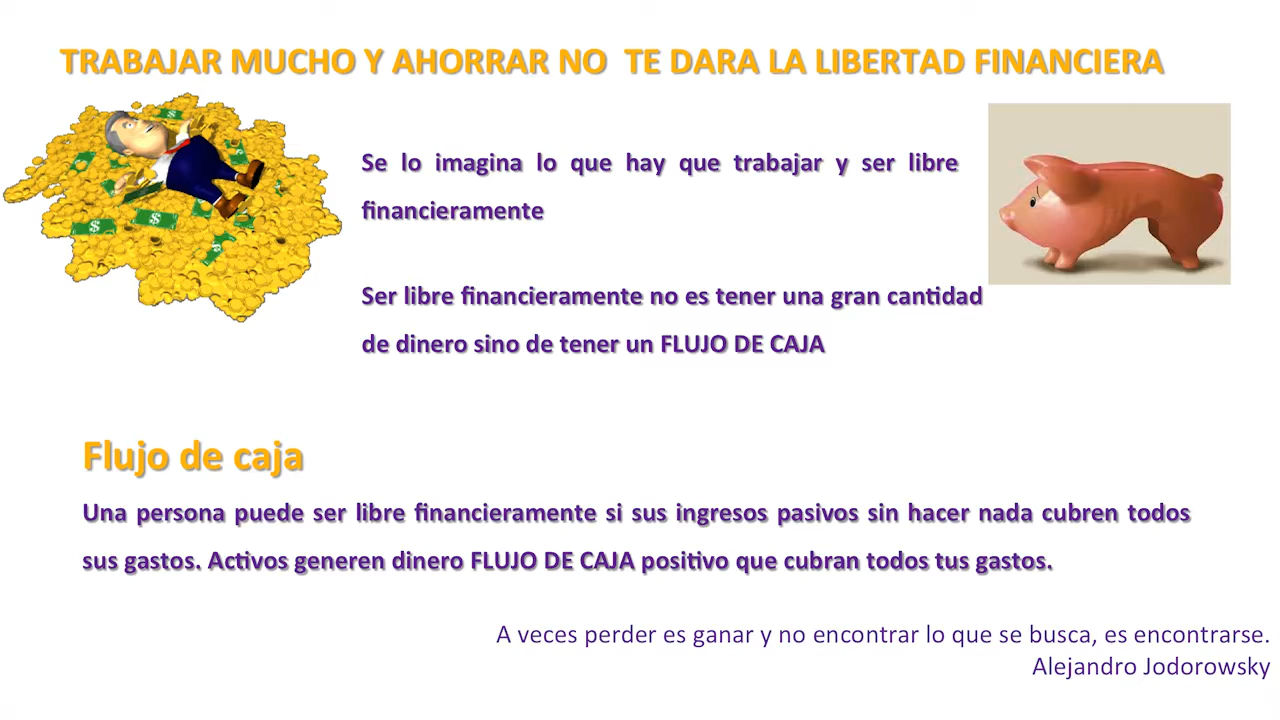 TRABAJAR MUCHO Y AHORRAR NO  TE DARA LA LIBERTAD FINANCIERA
Se lo imagina lo que hay que trabajar y ser libre
financieramente
Ser libre financieramente no es tener una gran cantidad
de dinero sino de tener un FLUJO DE CAJA
Flujo de caja
Una persona puede ser libre financieramente si sus ingresos pasivos sin hacer nada cubren todos
sus gastos. Activos generen dinero FLUJO DE CAJA positivo que cubran todos tus gastos.
A veces perder es ganar y no encontrar lo que se busca, es encontrarse.
Alejandro Jodorowsky